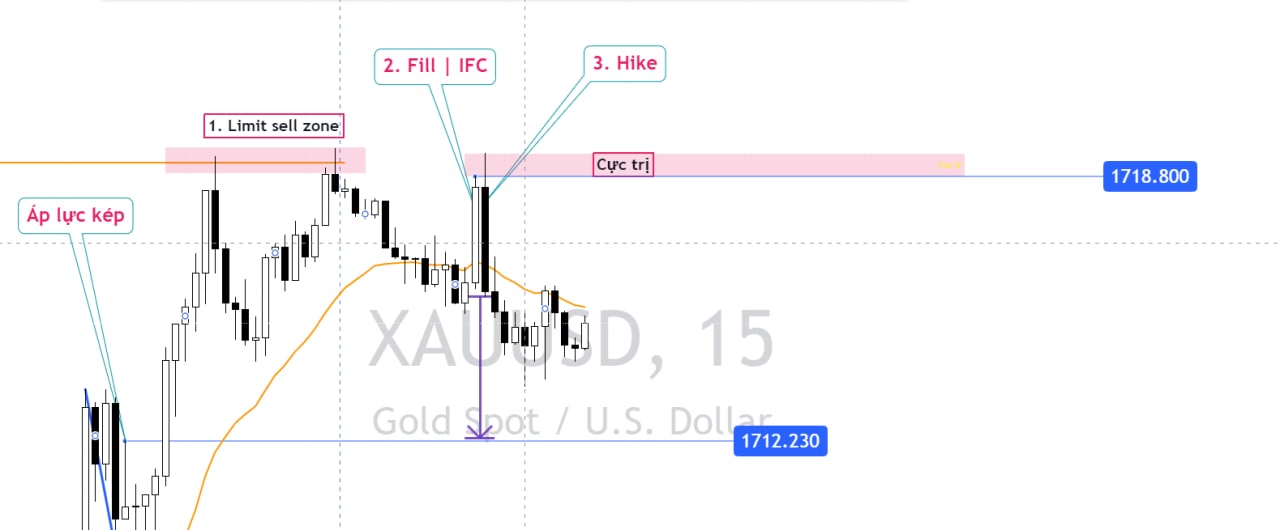 2. Fill | IFC
3. Hike
1. Limit sell zone
Cực trị
1718.800
Áp lực kép
XAUUSD, 15
Gold Spot / U.S. Dollar
1712.230